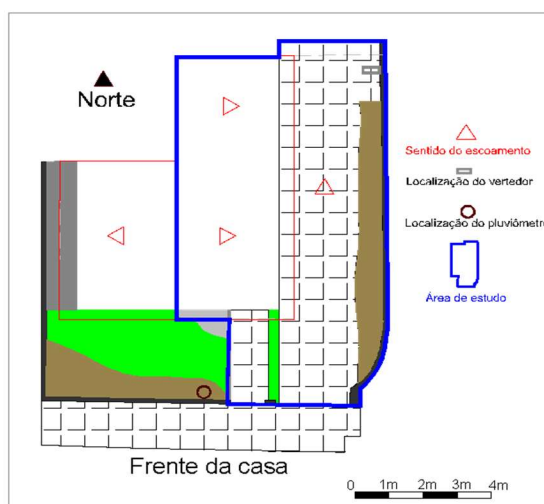 Norte
Sentido do escoamento
Localização do vertedor
Localização do pluviômetro
Área de estudo
Frente da casa
0 1m 2m 3m 4m